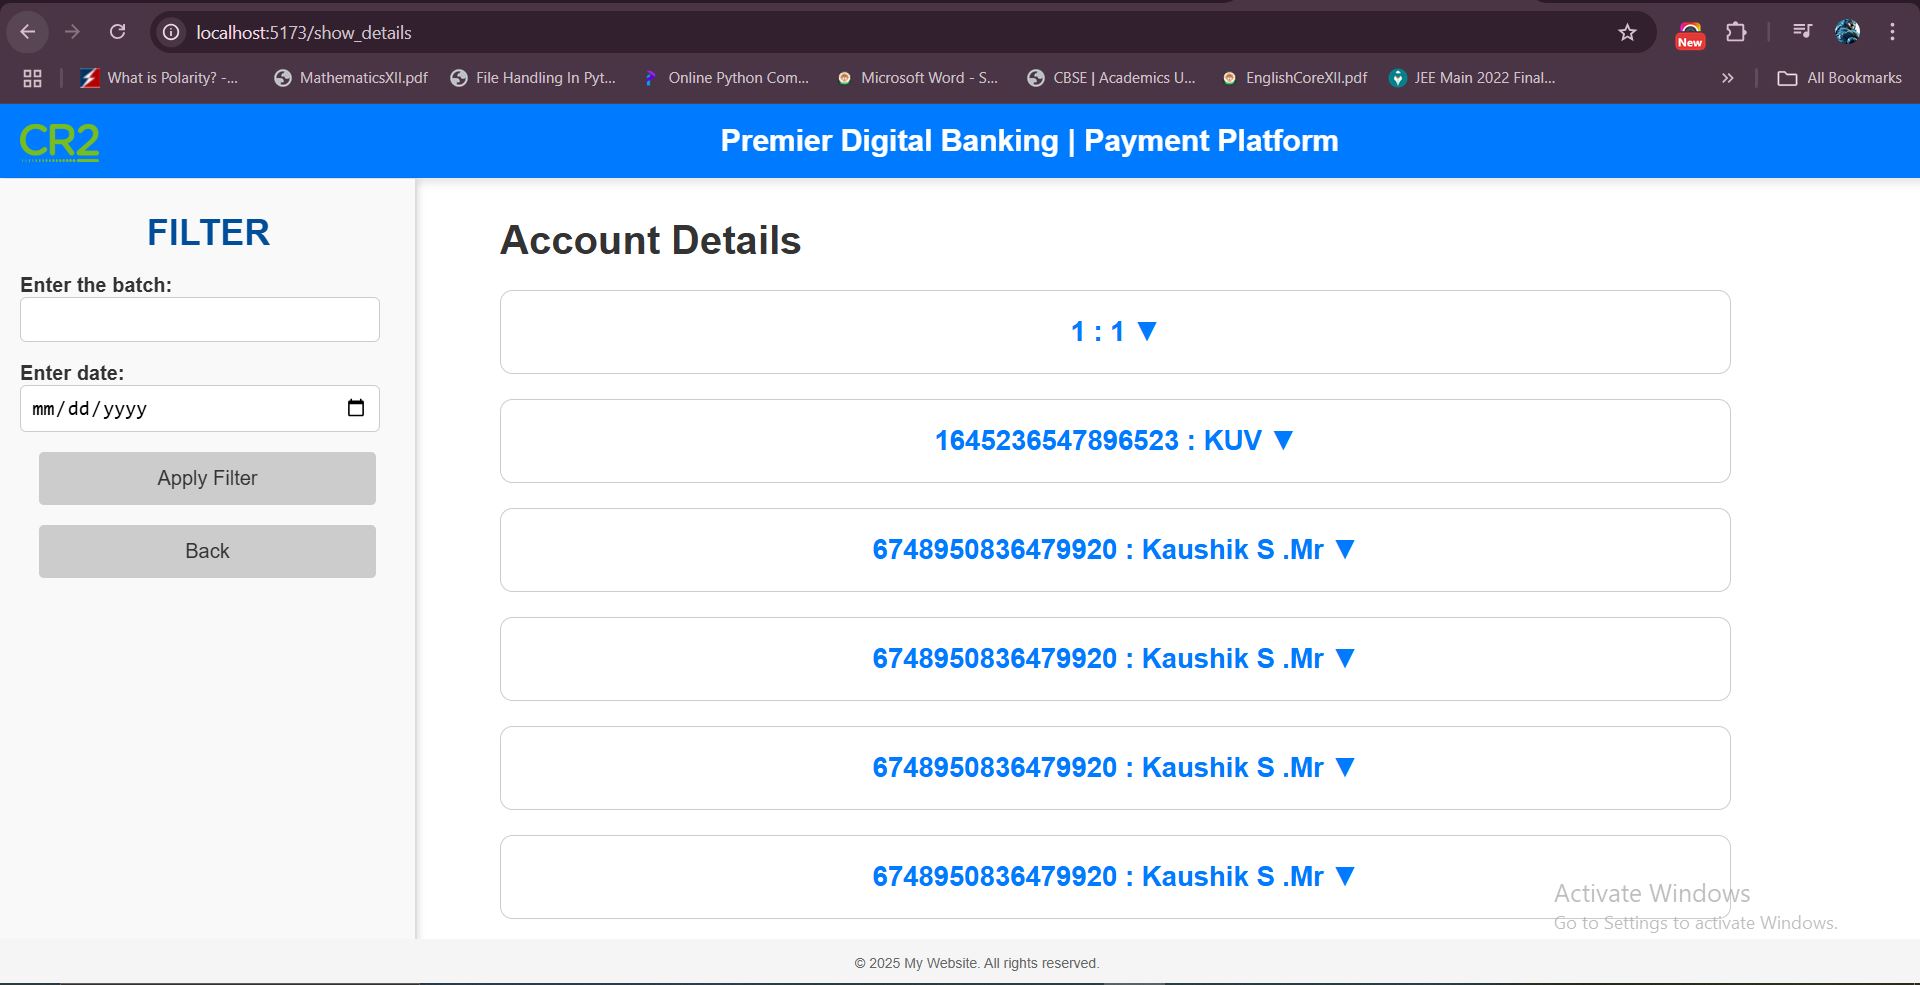 localhost:5173/show_details
New
What is Polarity? -...
MathematicsXII.pdf
File Handling In Pyt...
Online Python Com...
Microsoft Word - S...
CBSE | Academics U...
EnglishCoreXII.pdf
JEE Main 2022 Final...
»
All Bookmarks
CR2
Premier Digital Banking | Payment Platform
FILTER
Enter the batch:
Enter date:
mm/dd/yyyy
Apply Filter
Back
Account Details
1 : 1 ▼
1645236547896523 : KUV ▼
6748950836479920 : Kaushik S .Mr ▼
6748950836479920 : Kaushik S .Mr ▼
6748950836479920 : Kaushik S .Mr ▼
6748950836479920 : Kaushik S .Mr ▼
Activate Windows
Go to Settings to activate Windows.
© 2025 My Website. All rights reserved.